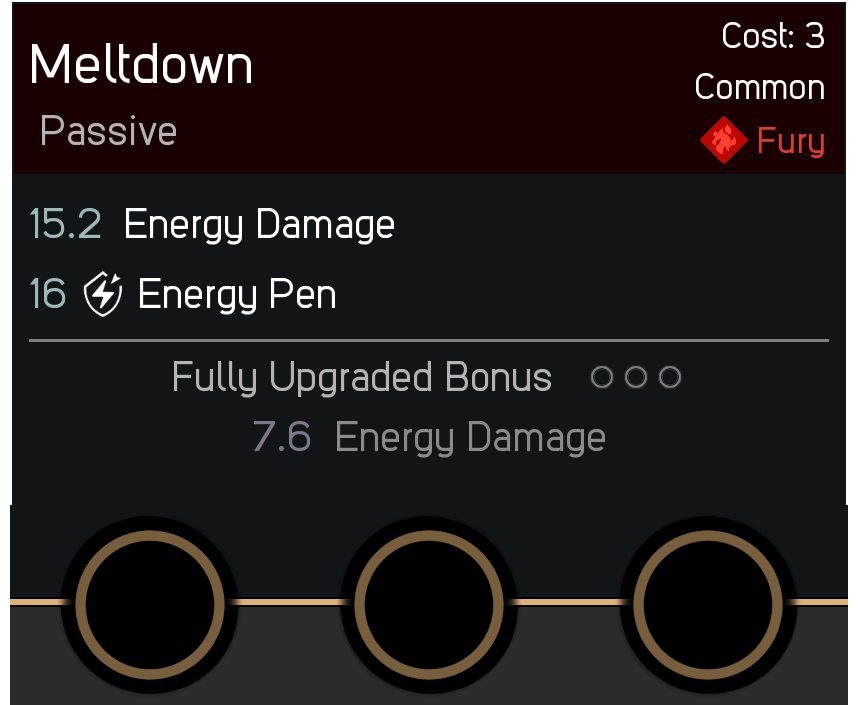 Meltdown
Cost: 3
Common
Passive
Fury
15.2 Energy Damage
16 Energy Pen
Fully Upgraded Bonus
7.6 Energy Damage